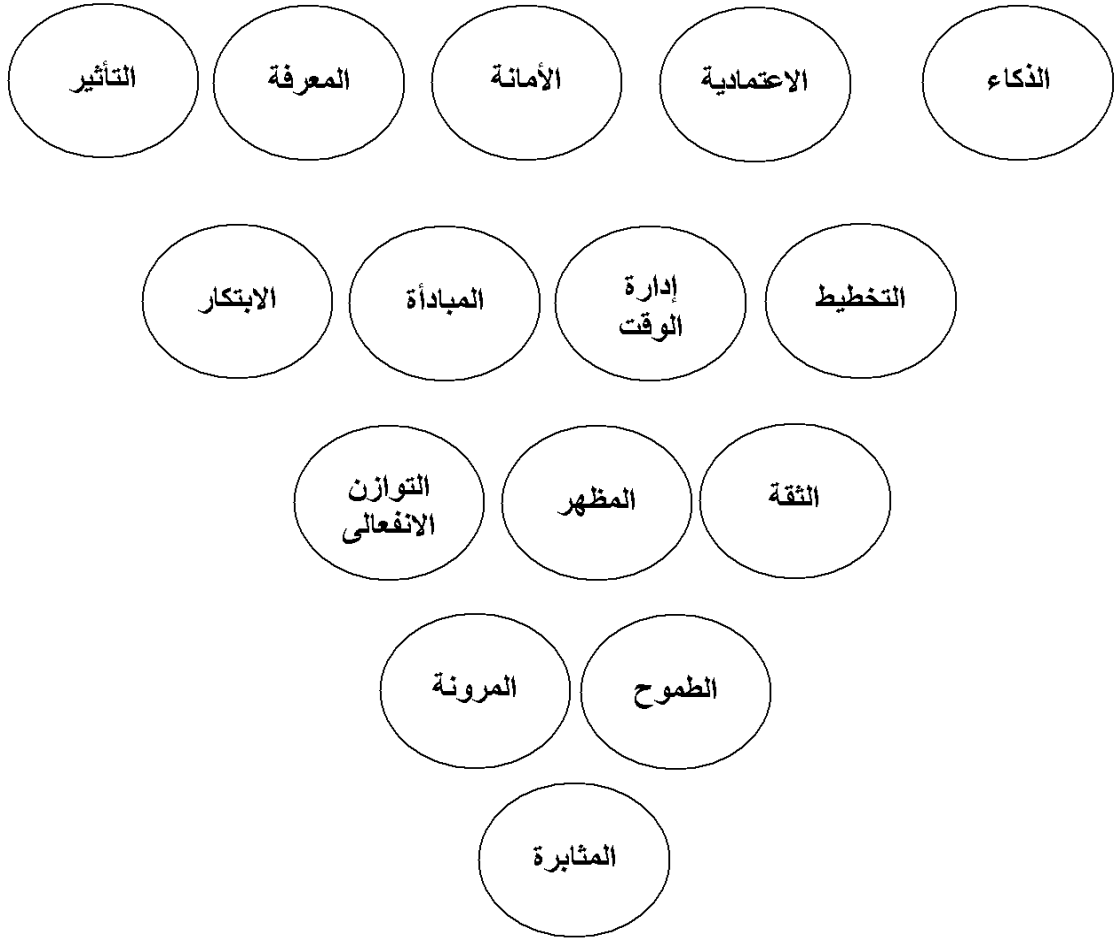 الذكاء
الاعتمادية
الأمانة
المعرفة
التأثير
التخطيط
إدارة
الوقت
المبادأة
الابتكار
الثقة
المظهر
التوازن
الانفعالى
الطموح
المرونة
المثابرة